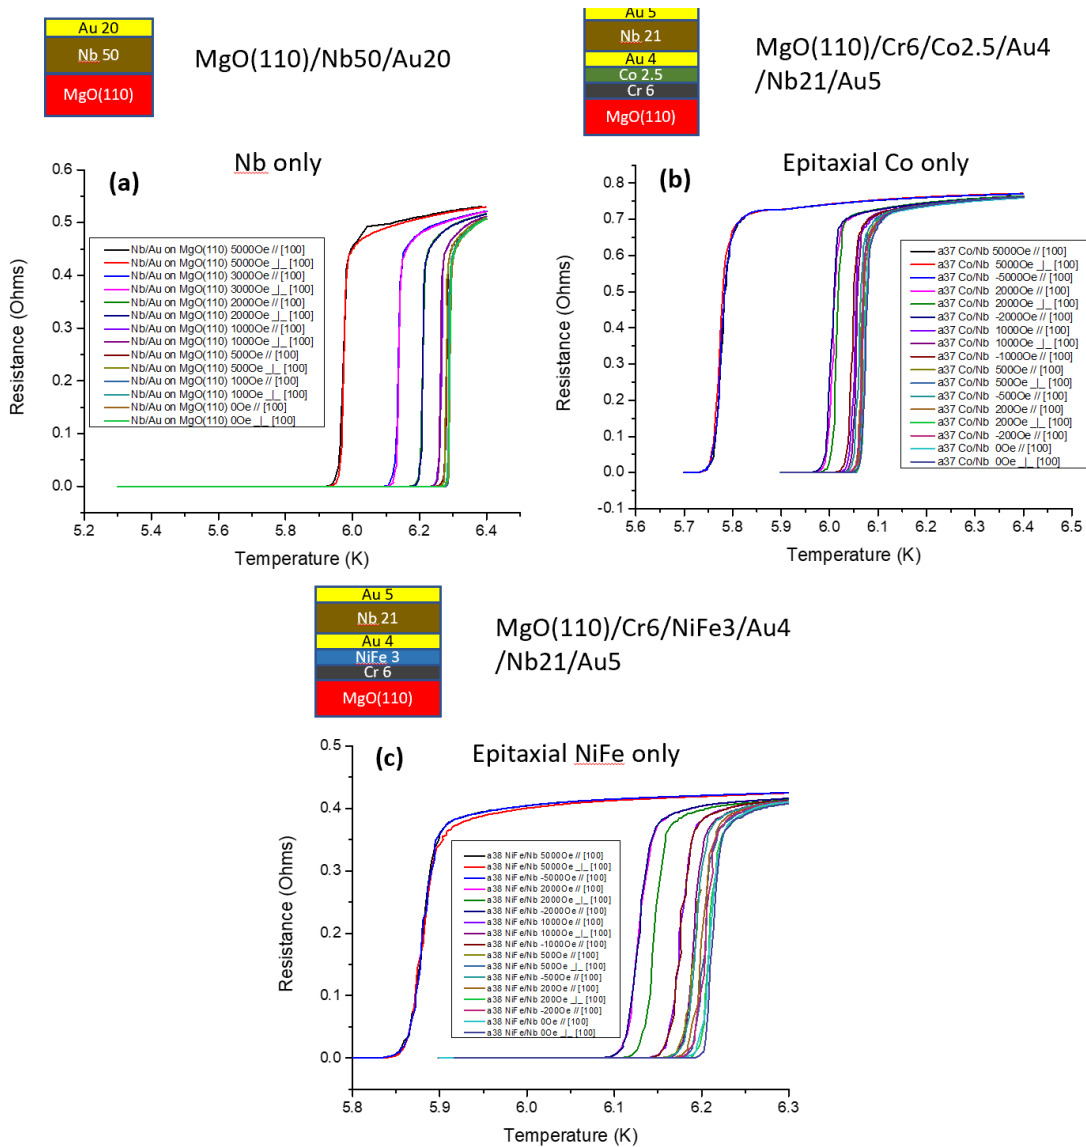 Au 20
Nb 50
MgO(110)
MgO(110)/Nb50/Au20
Au 5
Nb 21
Au 4
Co 2.5
Cr 6
MgO(110)
MgO(110)/Cr6/Co2.5/Au4
/Nb21/Au5
(a)
Nb only
0.6
0.5
0.4
0.3
0.2
0.1
0.0
Resistance (Ohms)
Nb/Au on MgO(110) 5000Oe // [100]
Nb/Au on MgO(110) 5000Oe _|_ [100]
Nb/Au on MgO(110) 3000Oe // [100]
Nb/Au on MgO(110) 3000Oe _|_ [100]
Nb/Au on MgO(110) 2000Oe // [100]
Nb/Au on MgO(110) 2000Oe _|_ [100]
Nb/Au on MgO(110) 1000Oe // [100]
Nb/Au on MgO(110) 1000Oe _|_ [100]
Nb/Au on MgO(110) 500Oe // [100]
Nb/Au on MgO(110) 500Oe _|_ [100]
Nb/Au on MgO(110) 100Oe // [100]
Nb/Au on MgO(110) 100Oe _|_ [100]
Nb/Au on MgO(110) 0Oe // [100]
Nb/Au on MgO(110) 0Oe _|_ [100]
5.2 5.4 5.6 5.8 6.0 6.2 6.4
Temperature (K)
(b)
Epitaxial Co only
0.8
0.7
0.6
0.5
0.4
0.3
0.2
0.1
0.0
-0.1
Resistance (Ohms)
a37 Co/Nb 5000Oe // [100]
a37 Co/Nb 5000Oe _|_ [100]
a37 Co/Nb -5000Oe // [100]
a37 Co/Nb 2000Oe // [100]
a37 Co/Nb 2000Oe _|_ [100]
a37 Co/Nb -2000Oe // [100]
a37 Co/Nb 1000Oe // [100]
a37 Co/Nb 1000Oe _|_ [100]
a37 Co/Nb -1000Oe // [100]
a37 Co/Nb 500Oe // [100]
a37 Co/Nb 500Oe _|_ [100]
a37 Co/Nb -500Oe // [100]
a37 Co/Nb 200Oe // [100]
a37 Co/Nb 200Oe _|_ [100]
a37 Co/Nb -200Oe // [100]
a37 Co/Nb 0Oe // [100]
a37 Co/Nb 0Oe _|_ [100]
5.6 5.7 5.8 5.9 6.0 6.1 6.2 6.3 6.4 6.5
Temperature (K)
Au 5
Nb 21
Au 4
NiFe 3
Cr 6
MgO(110)
MgO(110)/Cr6/NiFe3/Au4
/Nb21/Au5
(c)
Epitaxial NiFe only
0.5
0.4
0.3
0.2
0.1
0.0
Resistance (Ohms)
a38 NiFe/Nb 5000Oe // [100]
a38 NiFe/Nb 5000Oe _|_ [100]
a38 NiFe/Nb -5000Oe // [100]
a38 NiFe/Nb 2000Oe // [100]
a38 NiFe/Nb 2000Oe _|_ [100]
a38 NiFe/Nb -2000Oe // [100]
a38 NiFe/Nb 1000Oe // [100]
a38 NiFe/Nb 1000Oe _|_ [100]
a38 NiFe/Nb -1000Oe // [100]
a38 NiFe/Nb 500Oe // [100]
a38 NiFe/Nb 500Oe _|_ [100]
a38 NiFe/Nb -500Oe // [100]
a38 NiFe/Nb 200Oe // [100]
a38 NiFe/Nb 200Oe _|_ [100]
a38 NiFe/Nb -200Oe // [100]
a38 NiFe/Nb 0Oe // [100]
a38 NiFe/Nb 0Oe _|_ [100]
5.8 5.9 6.0 6.1 6.2 6.3
Temperature (K)